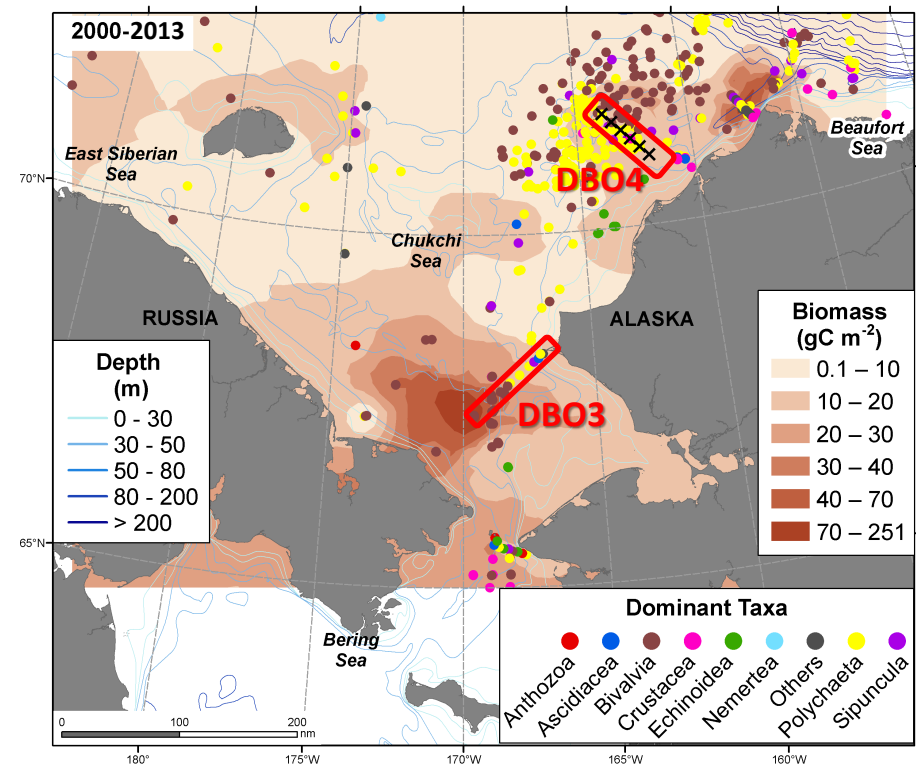 2000-2013
East Siberian
Sea
Beaufort
Sea
70°N
DBO4
Chukchi
Sea
RUSSIA
ALASKA
Biomass
(gC m-2)
0.1 – 10
10 – 20
20 – 30
30 – 40
40 – 70
70 – 251
Depth
(m)
0 - 30
30 - 50
50 - 80
80 - 200
> 200
DBO3
65°N
Dominant Taxa
Anthozoa
Ascidiacea
Bivalvia
Crustacea
Echinoidea
Nemertea
Others
Polychaeta
Sipuncula
Bering
Sea
0 100 200
nm
180° 175°W 170°W 165°W 160°W